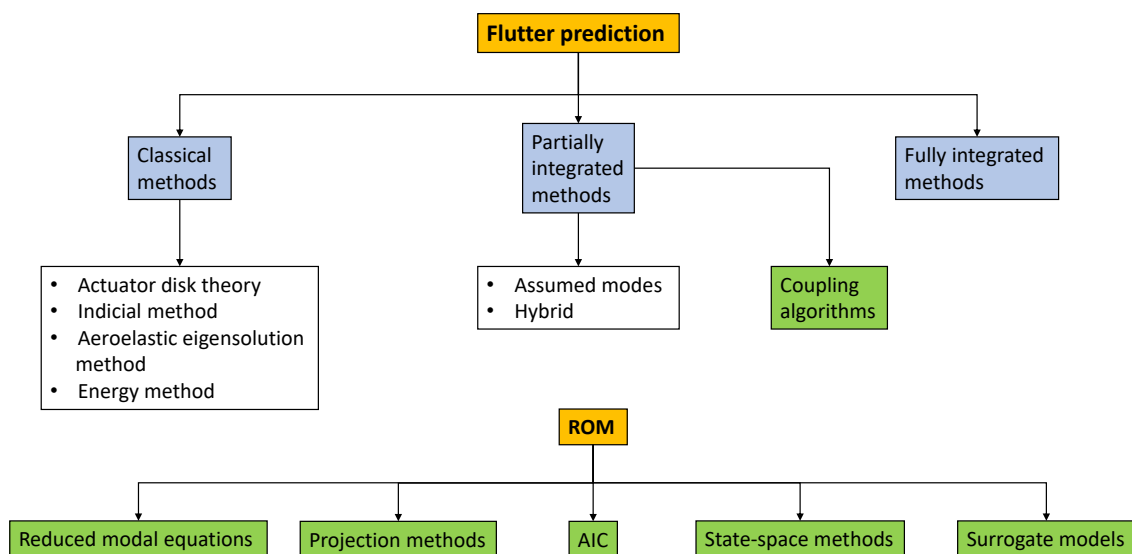 Flutter prediction
Classical
methods
Partially
integrated
methods
Fully integrated
methods
• Actuator disk theory
• Indicial method
• Aeroelastic eigensolution
method
• Energy method
• Assumed modes
• Hybrid
Coupling
algorithms
ROM
Reduced modal equations
Projection methods
AIC
State-space methods
Surrogate models